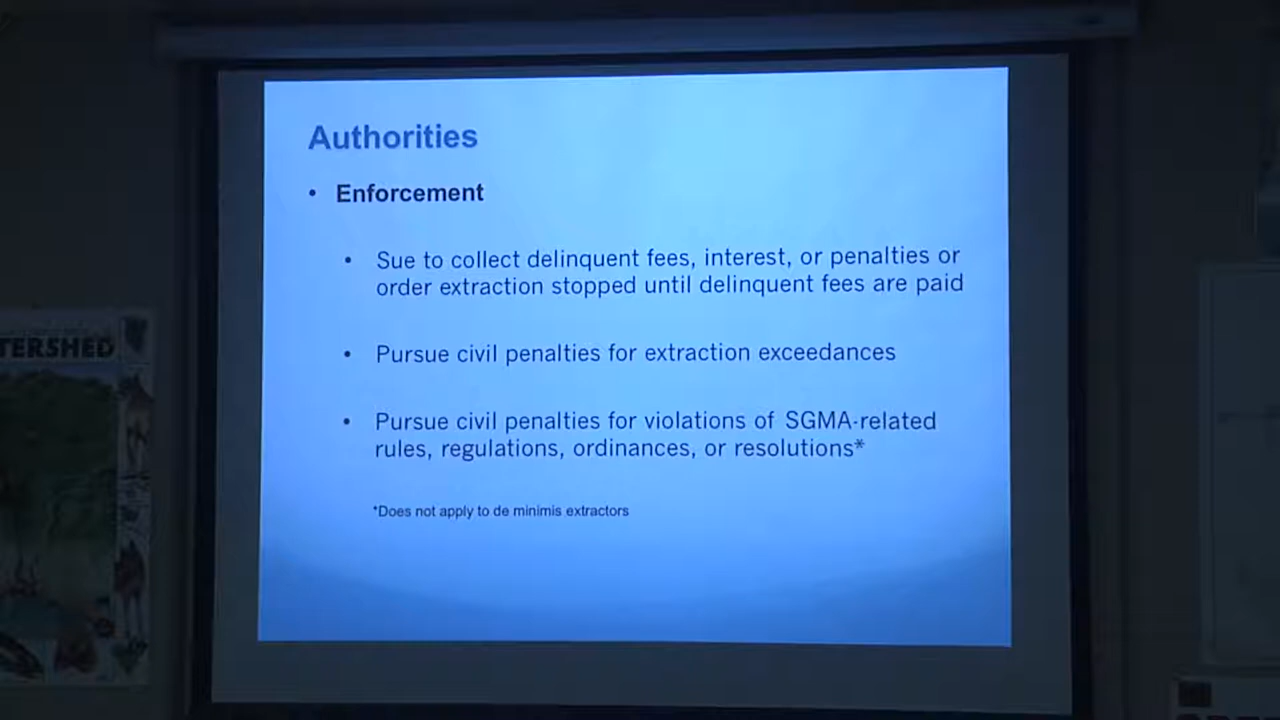 Authorities
• Enforcement
• Sue to collect delinquent fees, interest, or penalties or
order extraction stopped until delinquent fees are paid
• Pursue civil penalties for extraction exceedances
• Pursue civil penalties for violations of SGMA-related
rules, regulations, ordinances, or resolutions*
*Does not apply to de minimis extractors
TERSHED